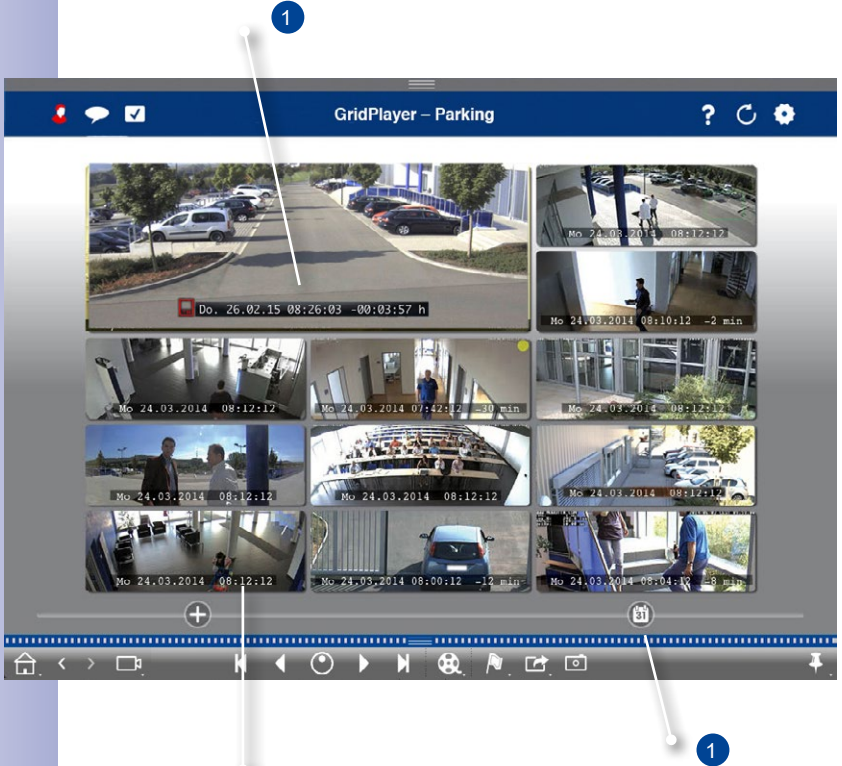 1
GridPlayer – Parking
?
Mo 24.03.2014 08:12:12
Do. 26.02.15 08:26:03 -00:03:57 h
Mo 24.03.2014 08:10:12 -2 min
Mo 24.03.2014 08:12:12
Mo 24.03.2014 07:42:12 -30 min
Mo 24.03.2014 08:12:12
Mo 24.03.2014 08:12:12
Mo 24.03.2014 08:12:12
Mo 24.03.2014 08:12:12
Mo 24.03.2014 08:12:12
Mo 24.03.2014 08:00:12 -12 min
Mo 24.03.2014 08:04:12 -8 min
31
1